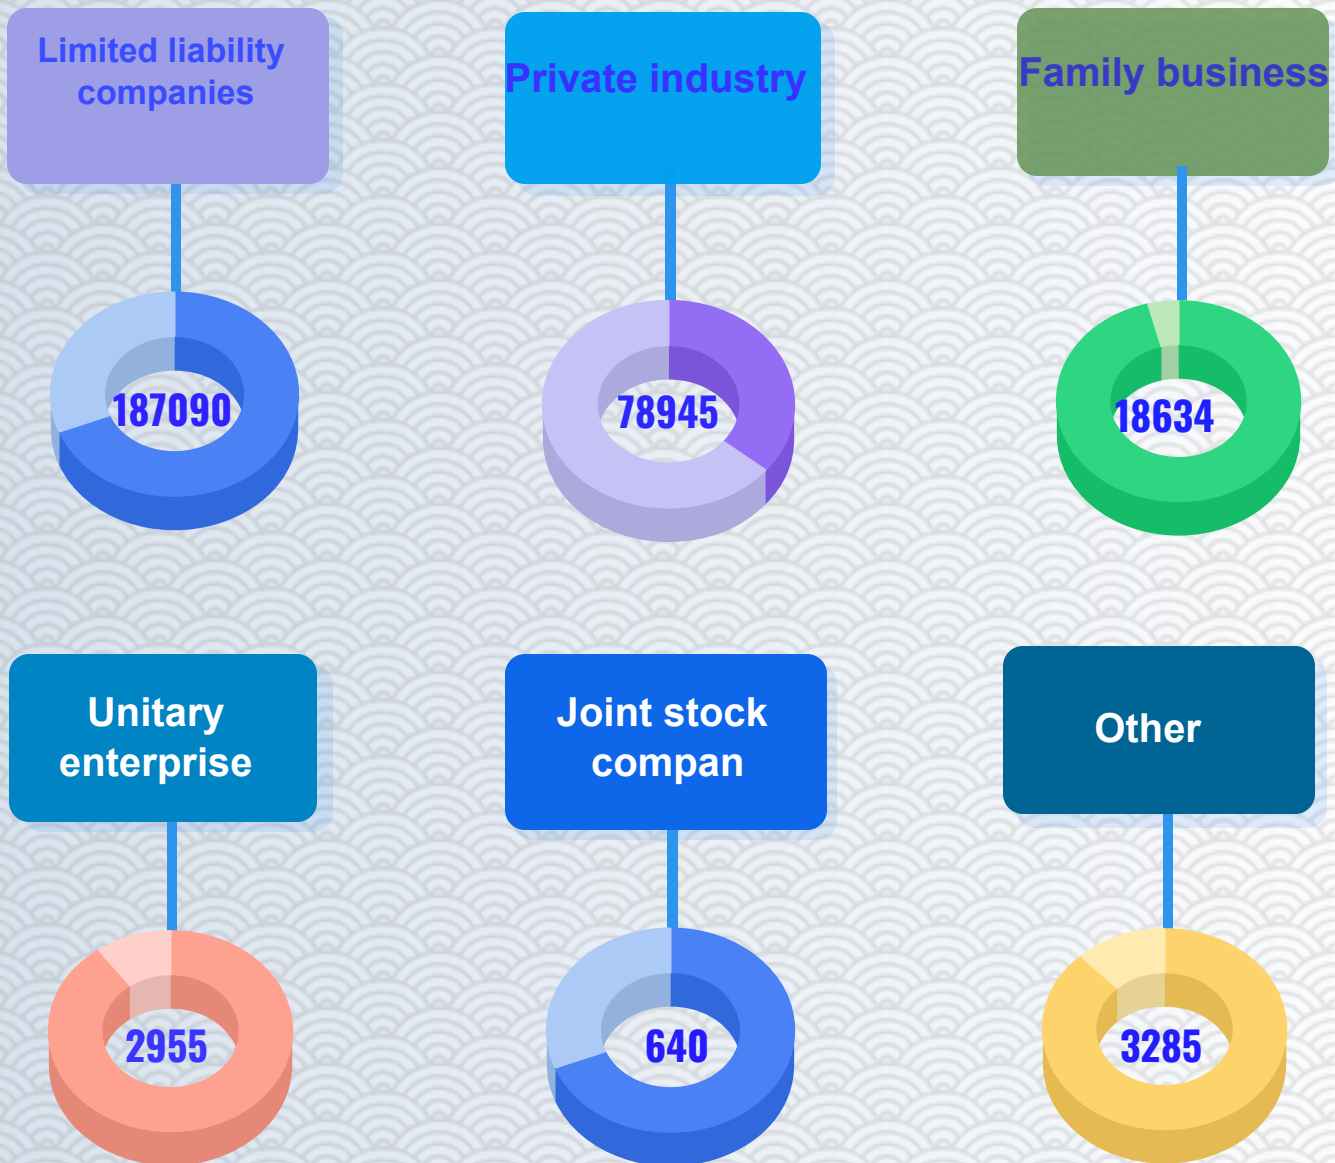 Limited liability
companies
Private industry
Family business
187090
78945
18634
Unitary
enterprise
Joint stock
compan
Other
2955
640
3285